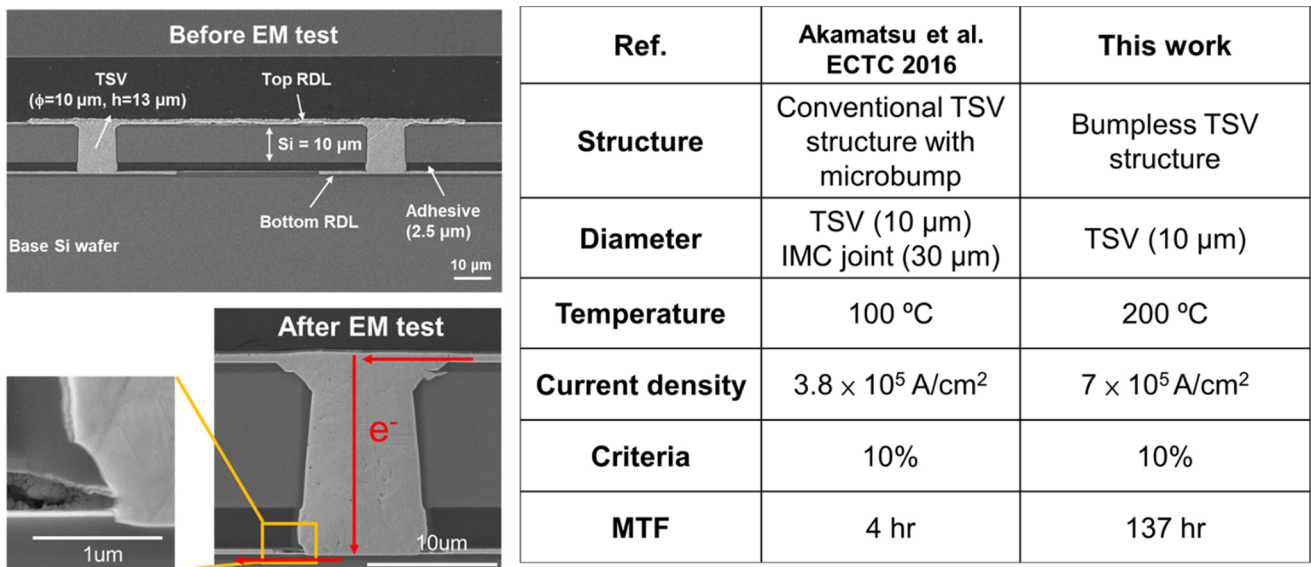 Before EM test
TSV
(ϕ=10 µm, h=13 µm)
Top RDL
Si = 10 µm
Bottom RDL
Adhesive
(2.5 µm)
Base Si wafer
10 µm
After EM test
e-
1um
10um
Ref.
Akamatsu et al.
ECTC 2016
This work
Structure
Conventional TSV
structure with
microbump
Bumpless TSV
structure
Diameter
TSV (10 µm)
IMC joint (30 µm)
TSV (10 µm)
Temperature
100 ºC
200 ºC
Current density
3.8 × 10⁵ A/cm²
7 × 10⁵ A/cm²
Criteria
10%
10%
MTF
4 hr
137 hr